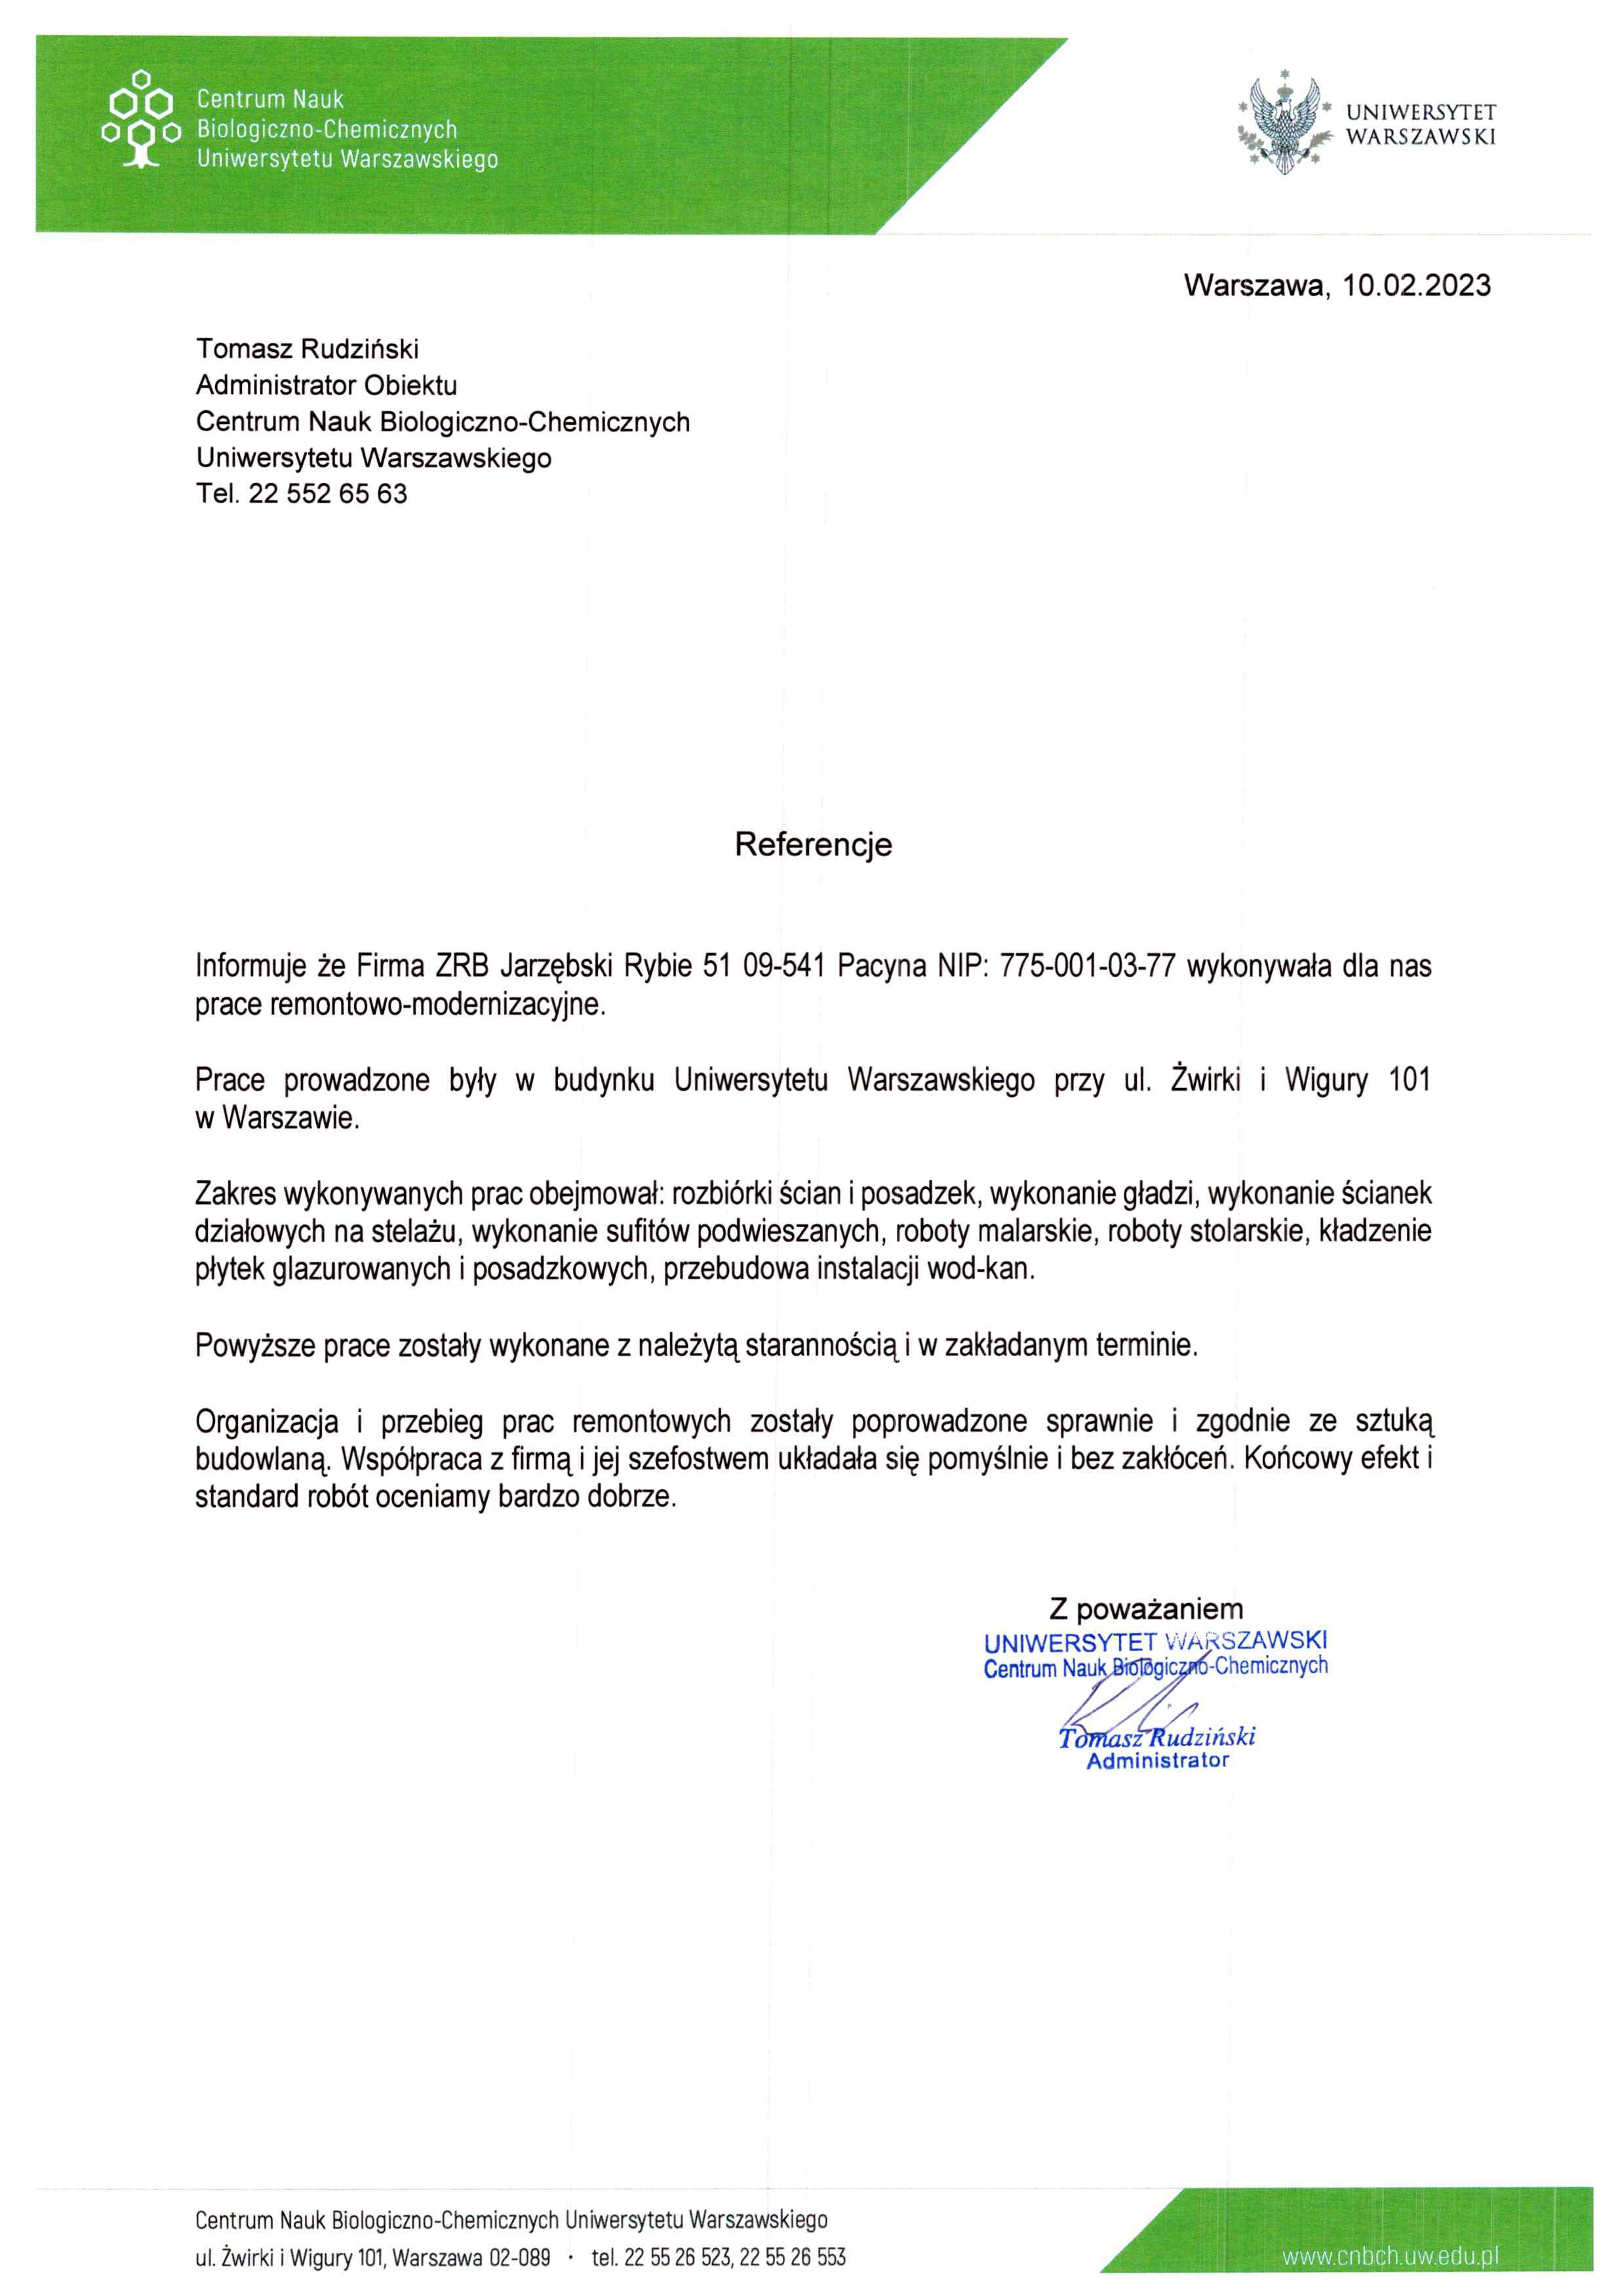 Centrum Nauk
Biologiczno-Chemicznych
Uniwersytetu Warszawskiego
UNIWERSYTET
WARSZAWSKI
Warszawa, 10.02.2023
Tomasz Rudziński
Administrator Obiektu
Centrum Nauk Biologiczno-Chemicznych
Uniwersytetu Warszawskiego
Tel. 22 552 65 63
Referencje
Informuje że Firma ZRB Jarzębski Rybie 51 09-541 Pacyna NIP: 775-001-03-77 wykonywała dla nas
prace remontowo-modernizacyjne.
Prace prowadzone były w budynku Uniwersytetu Warszawskiego przy ul. Żwirki i Wigury 101
w Warszawie.
Zakres wykonywanych prac obejmował: rozbiórki ścian i posadzek, wykonanie gładzi, wykonanie ścianek
działowych na stelażu, wykonanie sufitów podwieszanych, roboty malarskie, roboty stolarskie, kładzenie
płytek glazurowanych i posadzkowych, przebudowa instalacji wod-kan.
Powyższe prace zostały wykonane z należytą starannością i w zakładanym terminie.
Organizacja i przebieg prac remontowych zostały poprowadzone sprawnie i zgodnie ze sztuką
budowlaną. Współpraca z firmą i jej szefostwem układała się pomyślnie i bez zakłóceń. Końcowy efekt i
standard robót oceniamy bardzo dobrze.
Z poważaniem
UNIWERSYTET WARSZAWSKI
Centrum Nauk Biologiczno-Chemicznych
Tomasz Rudziński
Administrator
Centrum Nauk Biologiczno-Chemicznych Uniwersytetu Warszawskiego
ul. Żwirki i Wigury 101, Warszawa 02-089 · tel. 22 55 26 523, 22 55 26 553
www.cnbch.uw.edu.pl